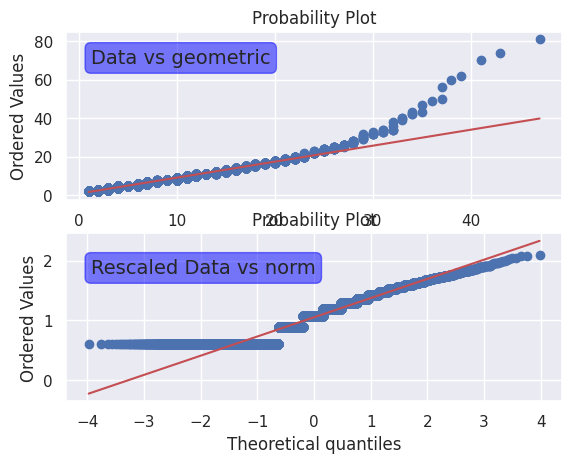 Probability Plot
Data vs geometric
Ordered Values
80
60
40
20
0
0 10 20 30 40
Probability Plot
Rescaled Data vs norm
Ordered Values
2
1
0
−4 −3 −2 −1 0 1 2 3 4
Theoretical quantiles